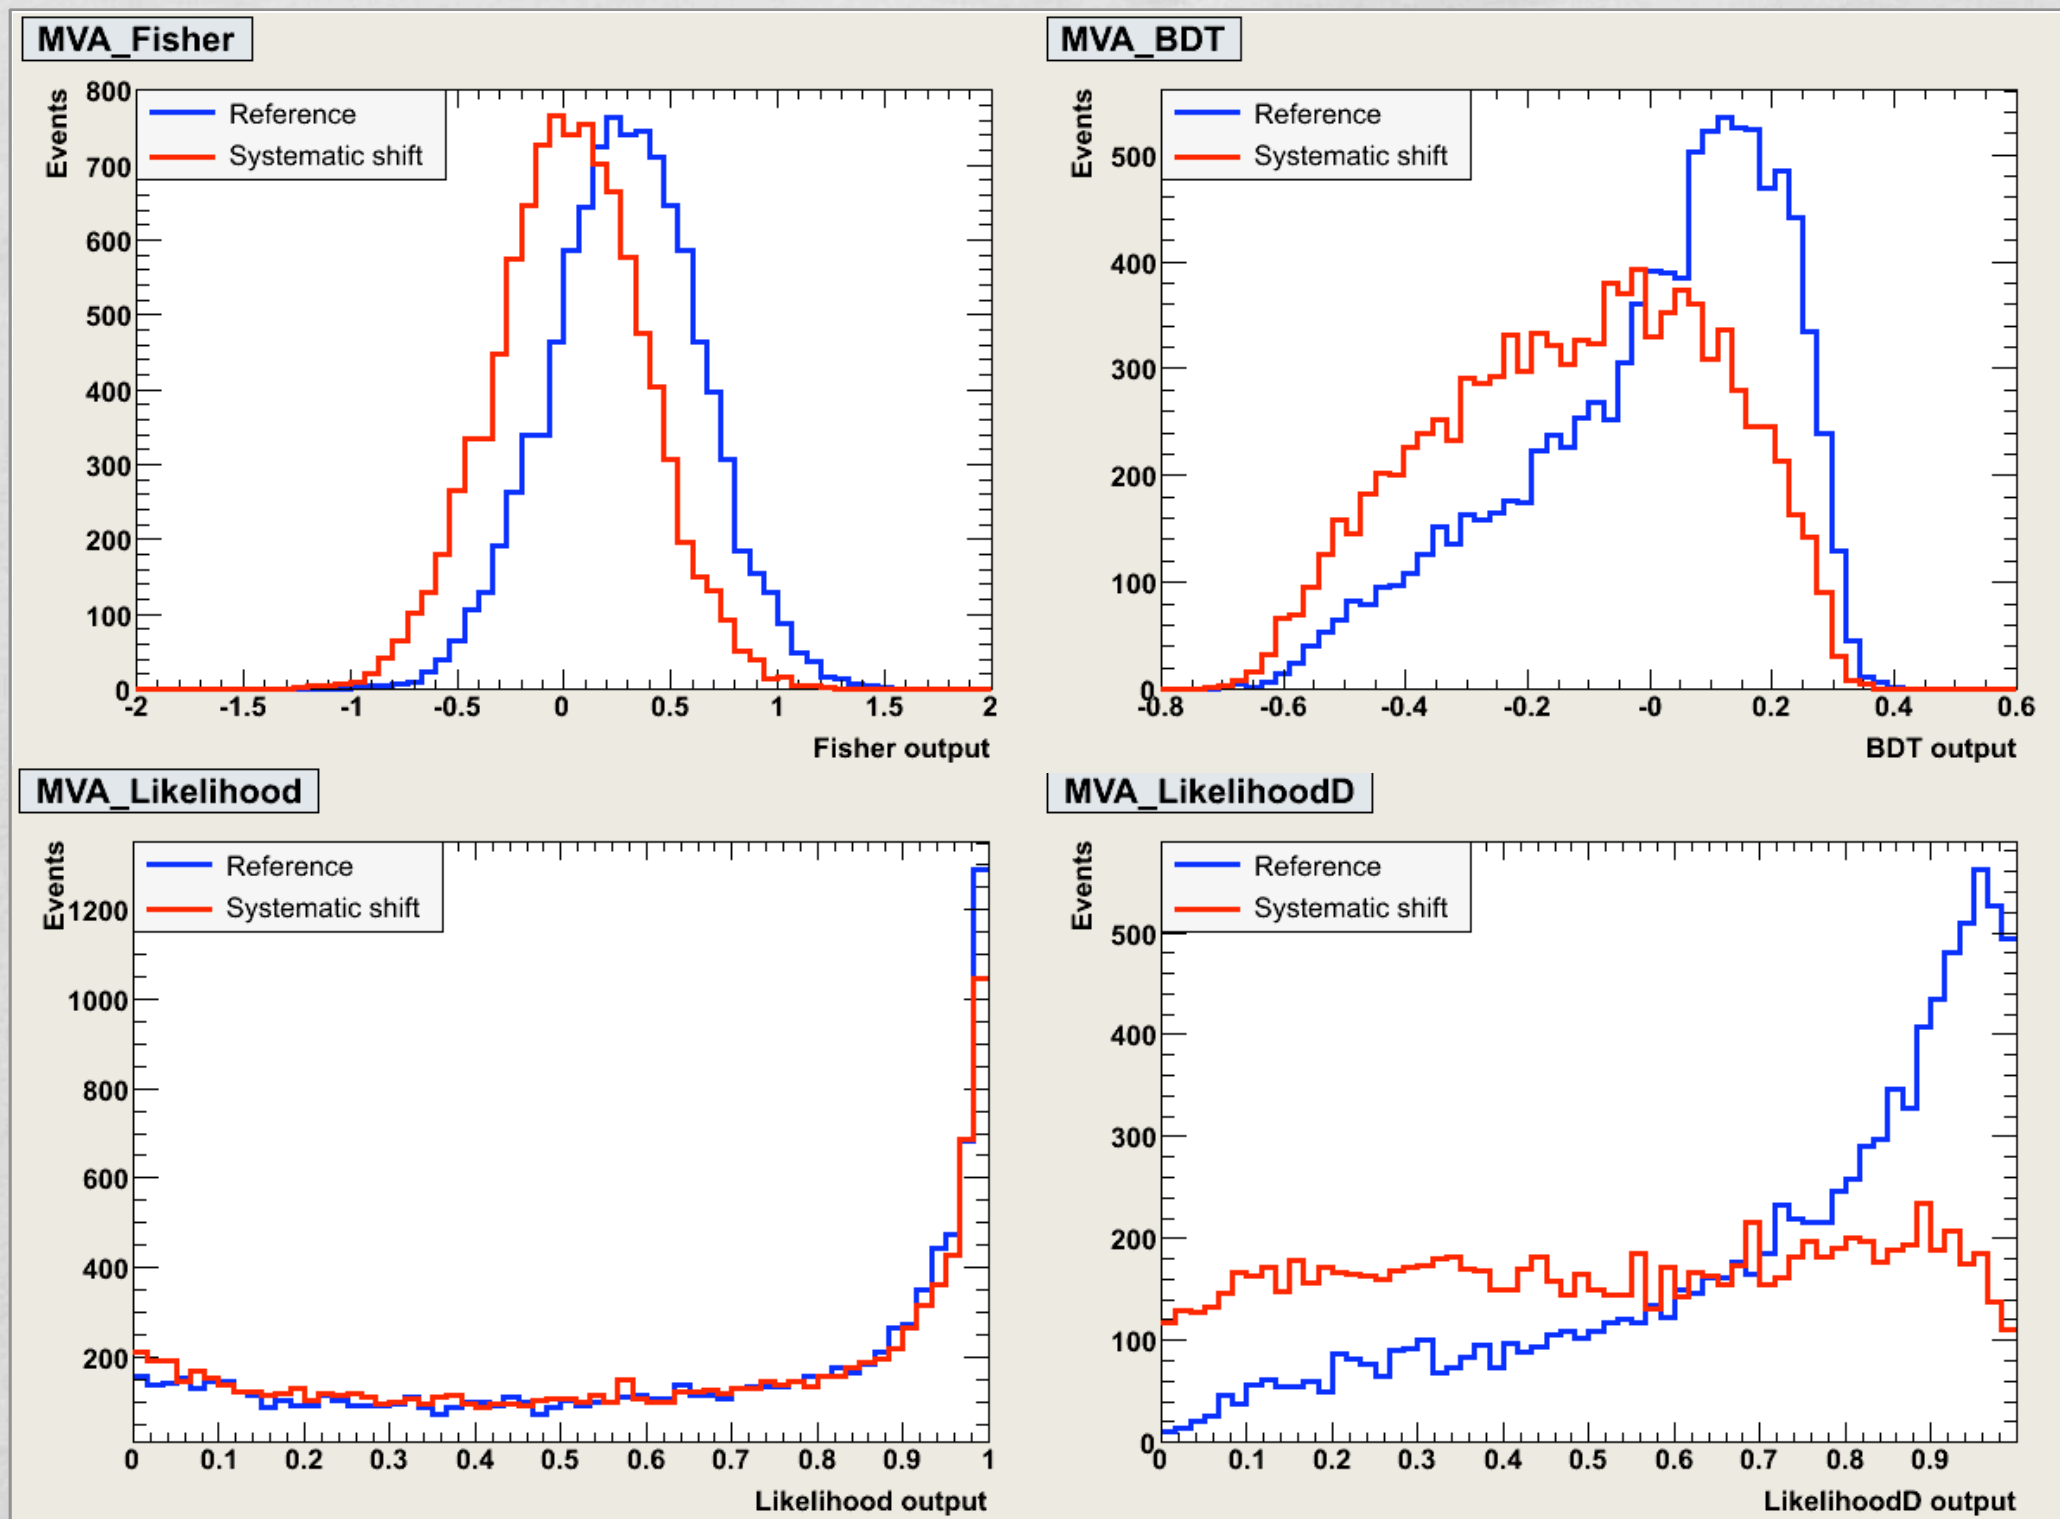 MVA_Fisher
Events
800
700
600
500
400
300
200
100
0
Reference
Systematic shift
-2 -1.5 -1 -0.5 0 0.5 1 1.5 2
Fisher output
MVA_BDT
Events
500
400
300
200
100
0
Reference
Systematic shift
-0.8 -0.6 -0.4 -0.2 -0 0.2 0.4 0.6
BDT output
MVA_Likelihood
Events
1200
1000
800
600
400
200
Reference
Systematic shift
0 0.1 0.2 0.3 0.4 0.5 0.6 0.7 0.8 0.9 1
Likelihood output
MVA_LikelihoodD
Events
500
400
300
200
100
0
Reference
Systematic shift
0 0.1 0.2 0.3 0.4 0.5 0.6 0.7 0.8 0.9
LikelihoodD output